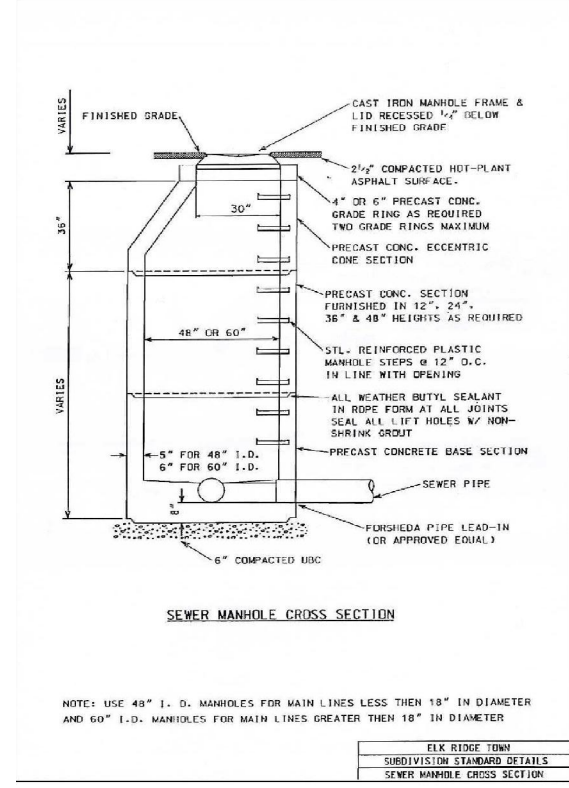 VARIES
FINISHED GRADE
CAST IRON MANHOLE FRAME &
LID RECESSED 1/4" BELOW
FINISHED GRADE
2 1/2" COMPACTED HOT-PLANT
ASPHALT SURFACE.
4" OR 6" PRECAST CONC.
GRADE RING AS REQUIRED
TWO GRADE RINGS MAXIMUM
30"
36"
PRECAST CONC. ECCENTRIC
CONE SECTION
PRECAST CONC. SECTION
FURNISHED IN 12", 24",
36" & 48" HEIGHTS AS REQUIRED
48" OR 60"
STL. REINFORCED PLASTIC
MANHOLE STEPS @ 12" O.C.
IN LINE WITH OPENING
VARIES
ALL WEATHER BUTYL SEALANT
IN ROPE FORM AT ALL JOINTS
SEAL ALL LIFT HOLES W/ NON-
SHRINK GROUT
5" FOR 48" I.D.
6" FOR 60" I.D.
PRECAST CONCRETE BASE SECTION
SEWER PIPE
8"
FORSHEDA PIPE LEAD-IN
(OR APPROVED EQUAL)
6" COMPACTED UBC
SEWER MANHOLE CROSS SECTION
NOTE: USE 48" I. D. MANHOLES FOR MAIN LINES LESS THEN 18" IN DIAMETER
AND 60" I.D. MANHOLES FOR MAIN LINES GREATER THEN 18" IN DIAMETER
ELK RIDGE TOWN
SUBDIVISION STANDARD DETAILS
SEWER MANHOLE CROSS SECTION